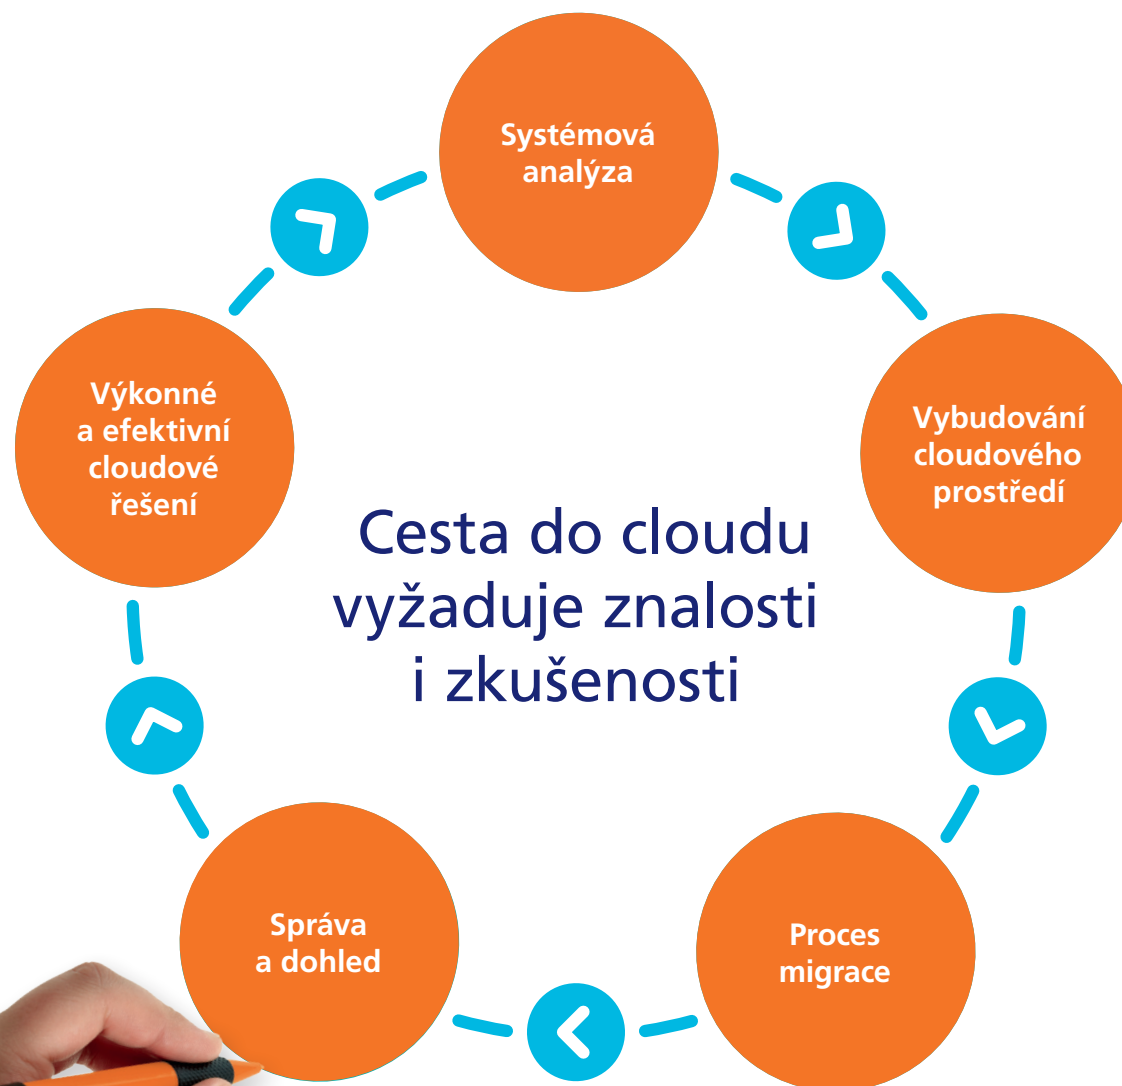 Systémová
analýza
Vybudování
cloudového
prostředí
Proces
migrace
Správa
a dohled
Výkonné
a efektivní
cloudové
řešení
Cesta do cloudu
vyžaduje znalosti
i zkušenosti